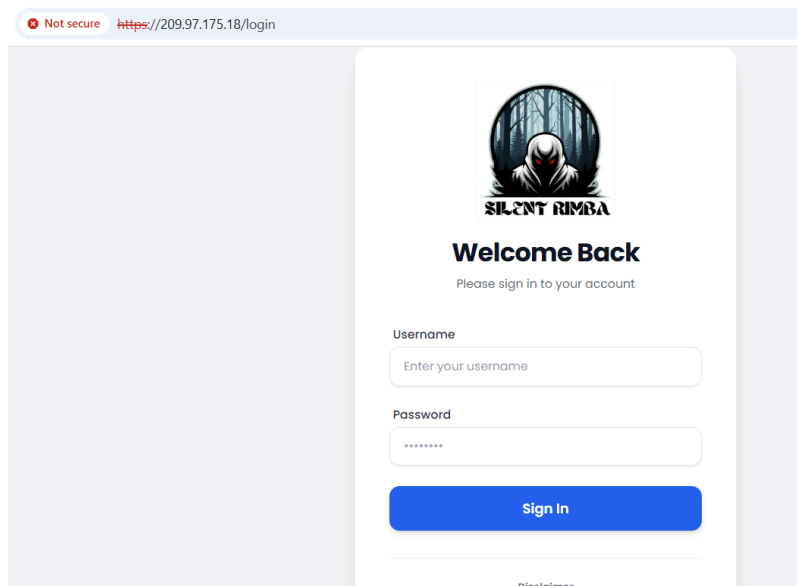 Not secure https://209.97.175.18/login
SILENT RIMBA
Welcome Back
Please sign in to your account
Username
Enter your username
Password
Sign In
Disclaimer